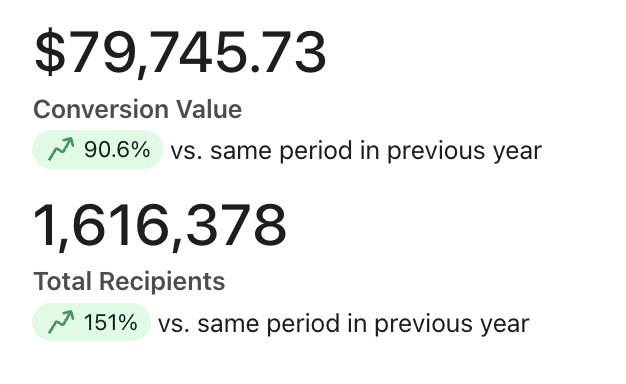 $79,745.73
Conversion Value
90.6% vs. same period in previous year
1,616,378
Total Recipients
151% vs. same period in previous year